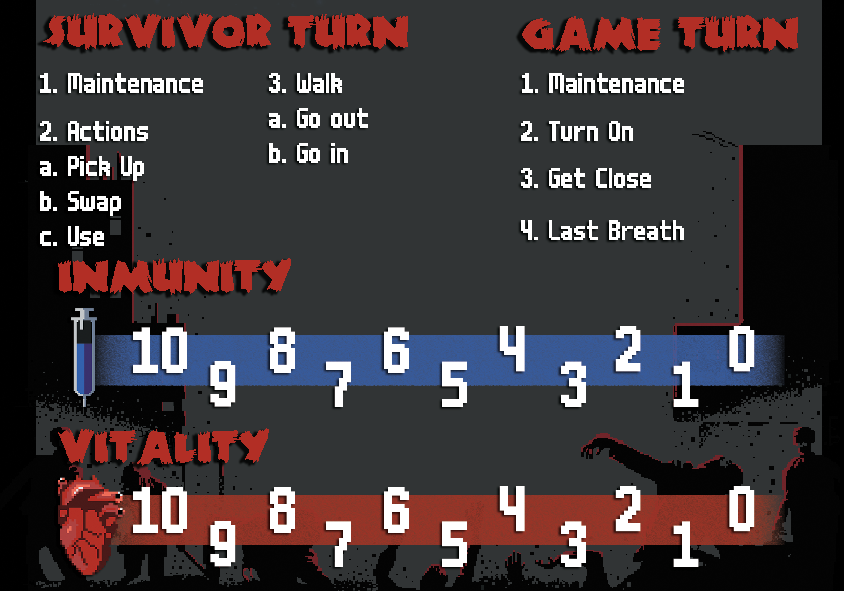 SURVIVOR TURN
1. Maintenance
2. Actions
a. Pick Up
b. Swap
c. Use
3. Walk
a. Go out
b. Go in
GAME TURN
1. Maintenance
2. Turn On
3. Get Close
4. Last Breath
INMUNITY
10 9 8 7 6 5 4 3 2 1 0
VITALITY
10 9 8 7 6 5 4 3 2 1 0